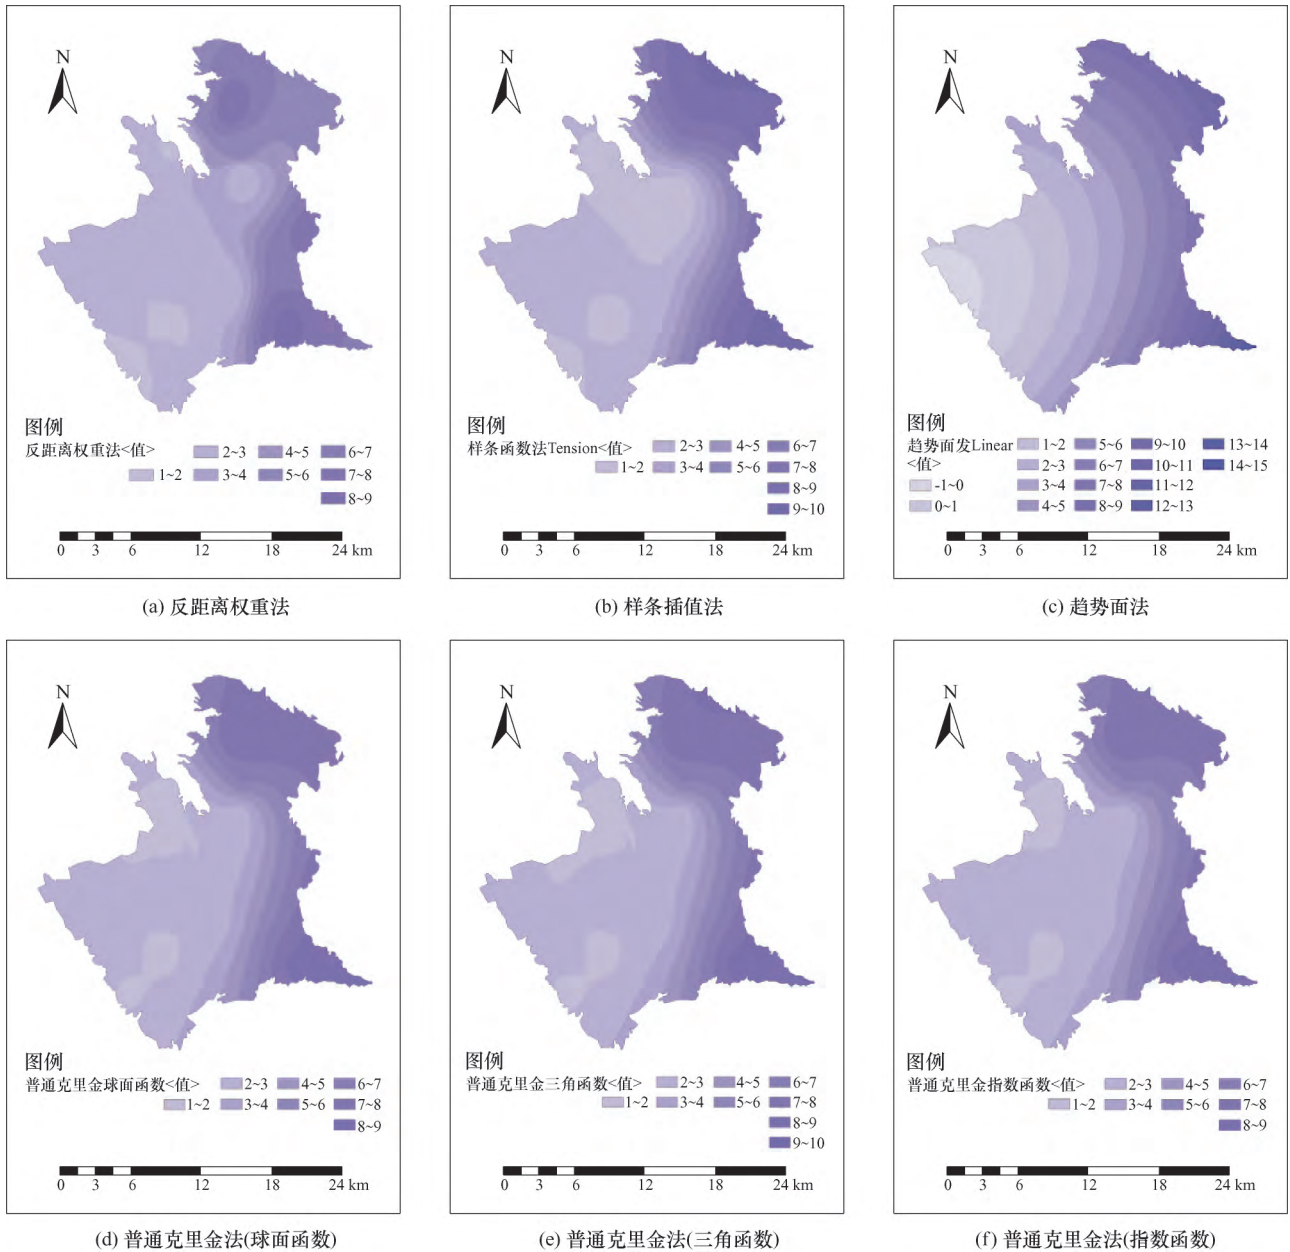 N
图例
反距离权重法<值> 2~3 4~5 6~7
1~2 3~4 5~6 7~8
8~9
0 3 6 12 18 24 km
(a) 反距离权重法
N
图例
样条函数法Tension<值> 2~3 4~5 6~7
1~2 3~4 5~6 7~8
8~9
9~10
0 3 6 12 18 24 km
(b) 样条插值法
N
图例
趋势面发Linear 1~2 5~6 9~10 13~14
<值> 2~3 6~7 10~11 14~15
-1~0 3~4 7~8 11~12
0~1 4~5 8~9 12~13
0 3 6 12 18 24 km
(c) 趋势面法
N
图例
普通克里金球面函数<值> 2~3 4~5 6~7
1~2 3~4 5~6 7~8
8~9
0 3 6 12 18 24 km
(d) 普通克里金法(球面函数)
N
图例
普通克里金三角函数<值> 2~3 4~5 6~7
1~2 3~4 5~6 7~8
8~9
9~10
0 3 6 12 18 24 km
(e) 普通克里金法(三角函数)
N
图例
普通克里金指数函数<值> 2~3 4~5 6~7
1~2 3~4 5~6 7~8
8~9
0 3 6 12 18 24 km
(f) 普通克里金法(指数函数)